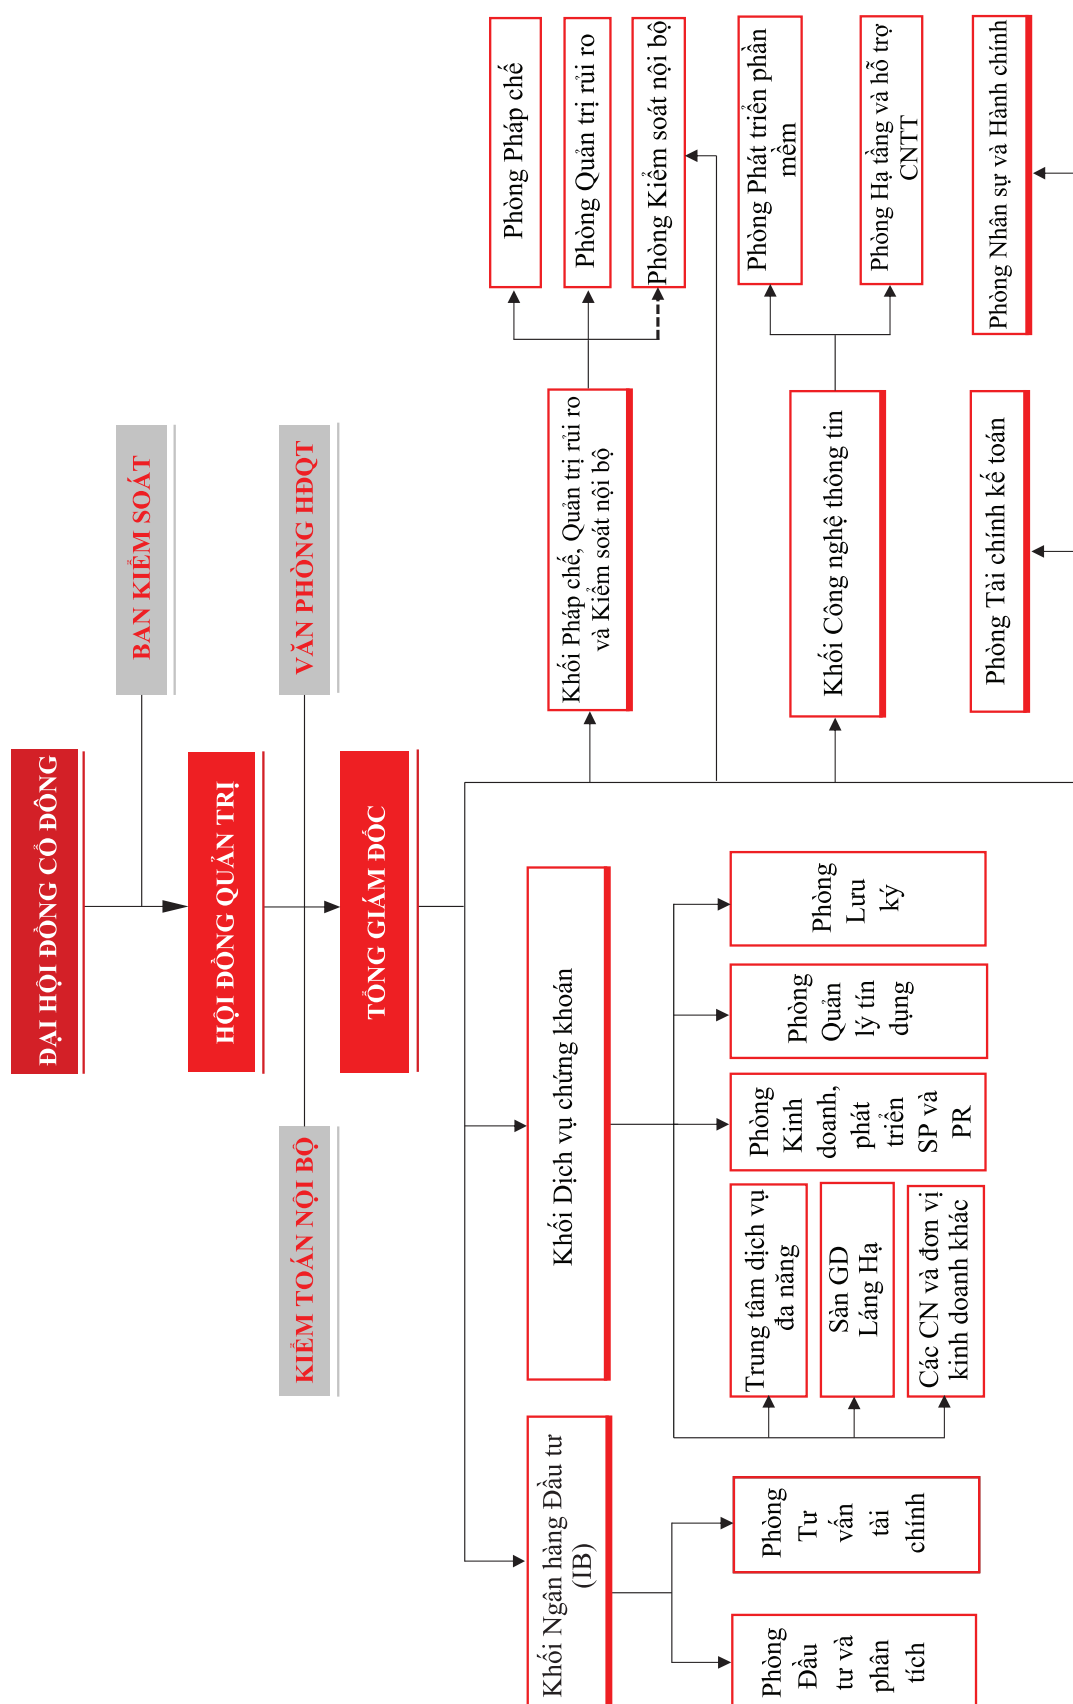 ĐẠI HỘI ĐỒNG CỔ ĐÔNG
BAN KIỂM SOÁT
HỘI ĐỒNG QUẢN TRỊ
KIỂM TOÁN NỘI BỘ
VĂN PHÒNG HĐQT
TỔNG GIÁM ĐỐC
Khối Ngân hàng Đầu tư
(IB)
Khối Dịch vụ chứng khoán
Khối Pháp chế, Quản trị rủi ro
và Kiểm soát nội bộ
Phòng Pháp chế
Phòng Quản trị rủi ro
Phòng Kiểm soát nội bộ
Khối Công nghệ thông tin
Phòng Phát triển phần
mềm
Phòng Hạ tầng và hỗ trợ
CNTT
Phòng Đầu
tư và
phân
tích
Phòng
Tư
vấn
tài
chính
Trung tâm dịch vụ
đa năng
Sàn GD
Láng Hạ
Các CN và đơn vị
kinh doanh khác
Phòng
Kinh
doanh,
phát
triển
SP và
PR
Phòng
Quản
lý tín
dụng
Phòng
Lưu
ký
Phòng Tài chính kế toán
Phòng Nhân sự và Hành chính